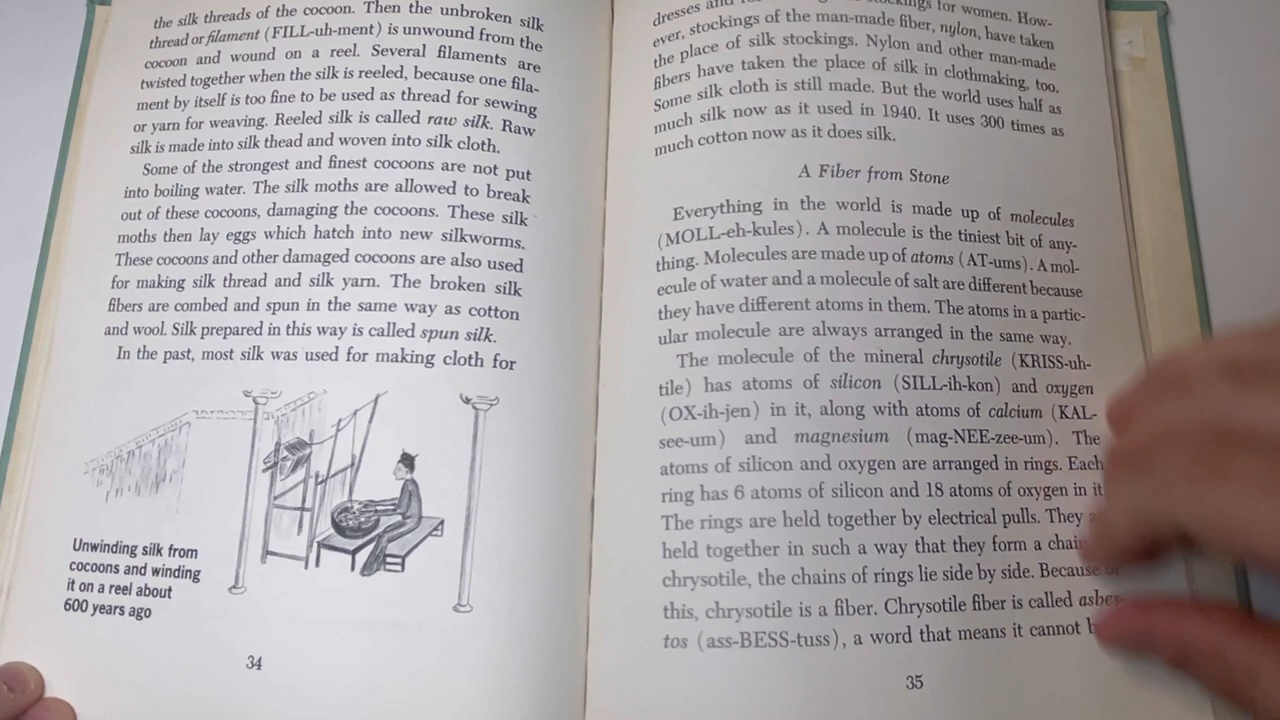 the silk threads of the cocoon. Then the unbroken silk
thread or filament (FILL-uh-ment) is unwound from the
cocoon and wound on a reel. Several filaments are
twisted together when the silk is reeled, because one fila-
ment by itself is too fine to be used as thread for sewing
or yarn for weaving. Reeled silk is called raw silk. Raw
silk is made into silk thead and woven into silk cloth.
Some of the strongest and finest cocoons are not put
into boiling water. The silk moths are allowed to break
out of these cocoons, damaging the cocoons. These silk
moths then lay eggs which hatch into new silkworms.
These cocoons and other damaged cocoons are also used
for making silk thread and silk yarn. The broken silk
fibers are combed and spun in the same way as cotton
and wool. Silk prepared in this way is called spun silk.
In the past, most silk was used for making cloth for
Unwinding silk from
cocoons and winding
it on a reel about
600 years ago
34
dresses and for women. How-
ever, stockings of the man-made fiber, nylon, have taken
the place of silk stockings. Nylon and other man-made
fibers have taken the place of silk in clothmaking, too.
Some silk cloth is still made. But the world uses half as
much silk now as it used in 1940. It uses 300 times as
much cotton now as it does silk.
A Fiber from Stone
Everything in the world is made up of molecules
(MOLL-eh-kules). A molecule is the tiniest bit of any-
thing. Molecules are made up of atoms (AT-ums). A mol-
ecule of water and a molecule of salt are different because
they have different atoms in them. The atoms in a partic-
ular molecule are always arranged in the same way.
The molecule of the mineral chrysotile (KRISS-uh-
tile) has atoms of silicon (SILL-ih-kon) and oxygen
(OX-ih-jen) in it, along with atoms of calcium (KAL-
see-um) and magnesium (mag-NEE-zee-um). The
atoms of silicon and oxygen are arranged in rings. Each
ring has 6 atoms of silicon and 18 atoms of oxygen in it
The rings are held together by electrical pulls. They
held together in such a way that they form a chain
chrysotile, the chains of rings lie side by side. Because
this, chrysotile is a fiber. Chrysotile fiber is called asbes-
tos (ass-BESS-tuss), a word that means it cannot
35